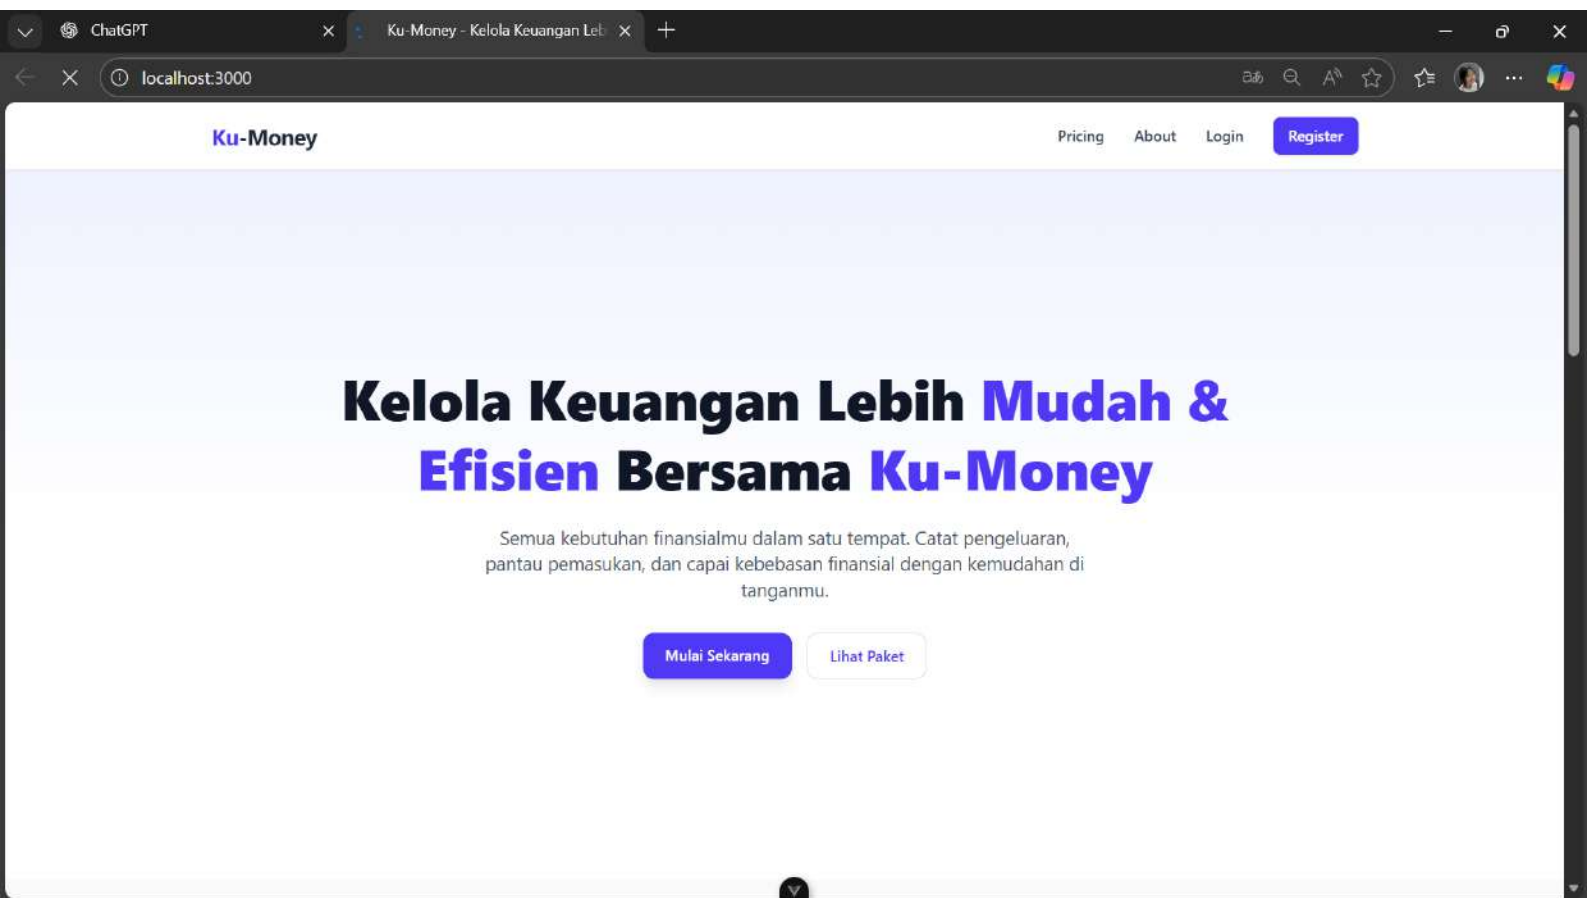 ChatGPT
Ku-Money - Kelola Keuangan Leb
localhost:3000
Ku-Money
Pricing About Login Register
Kelola Keuangan Lebih Mudah &
Efisien Bersama Ku-Money
Semua kebutuhan finansialmu dalam satu tempat. Catat pengeluaran,
pantau pemasukan, dan capai kebebasan finansial dengan kemudahan di
tanganmu.
Mulai Sekarang Lihat Paket